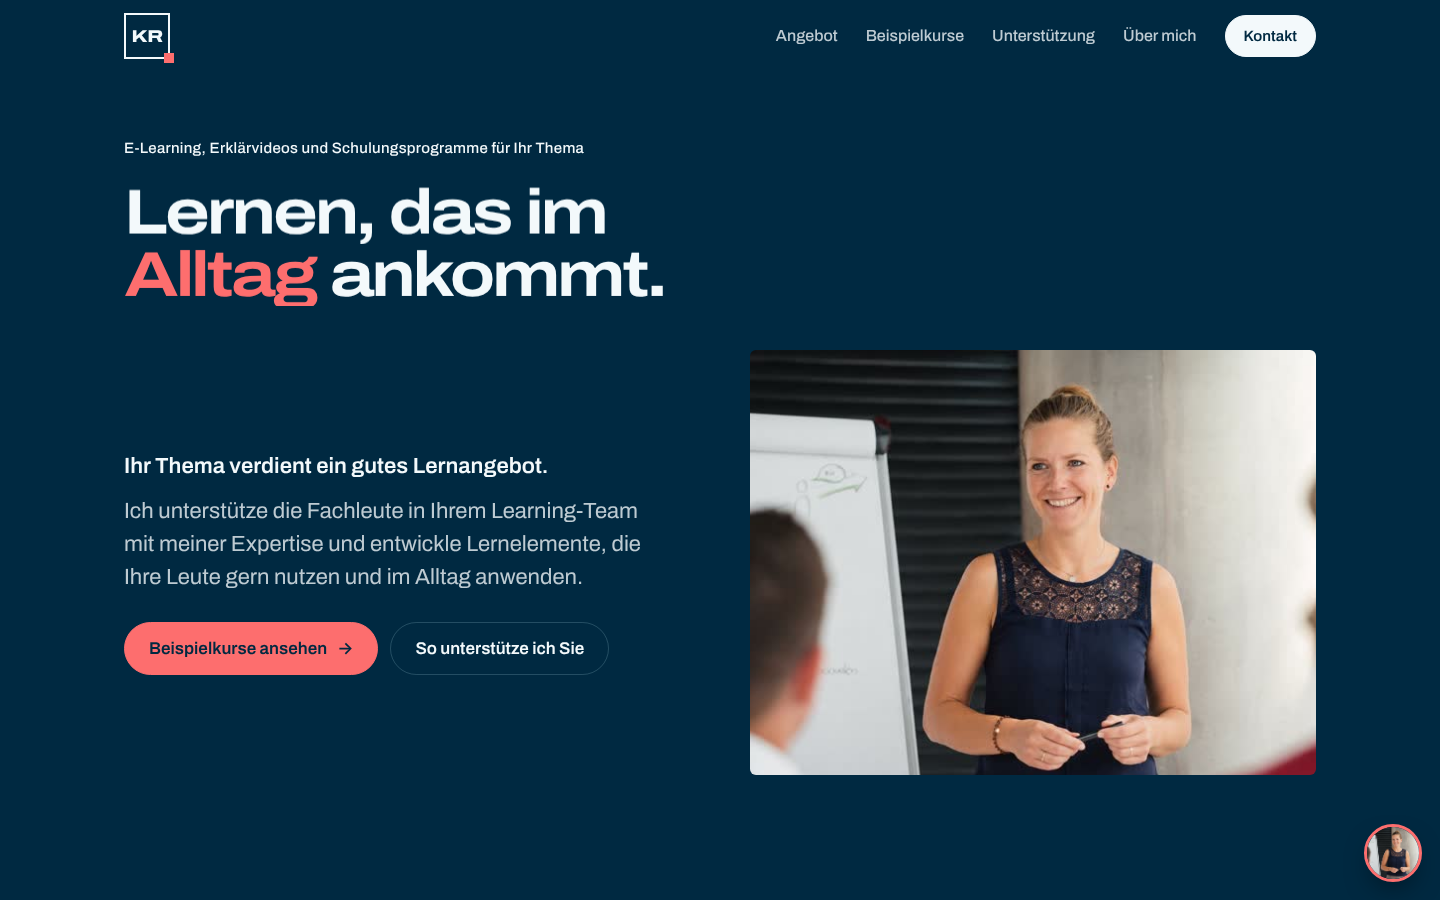 KR
Angebot
Beispielkurse
Unterstützung
Über mich
Kontakt
E-Learning, Erklärvideos und Schulungsprogramme für Ihr Thema
Lernen, das im
Alltag ankommt.
Ihr Thema verdient ein gutes Lernangebot.
Ich unterstütze die Fachleute in Ihrem Learning-Team
mit meiner Expertise und entwickle Lernelemente, die
Ihre Leute gern nutzen und im Alltag anwenden.
Beispielkurse ansehen →
So unterstütze ich Sie